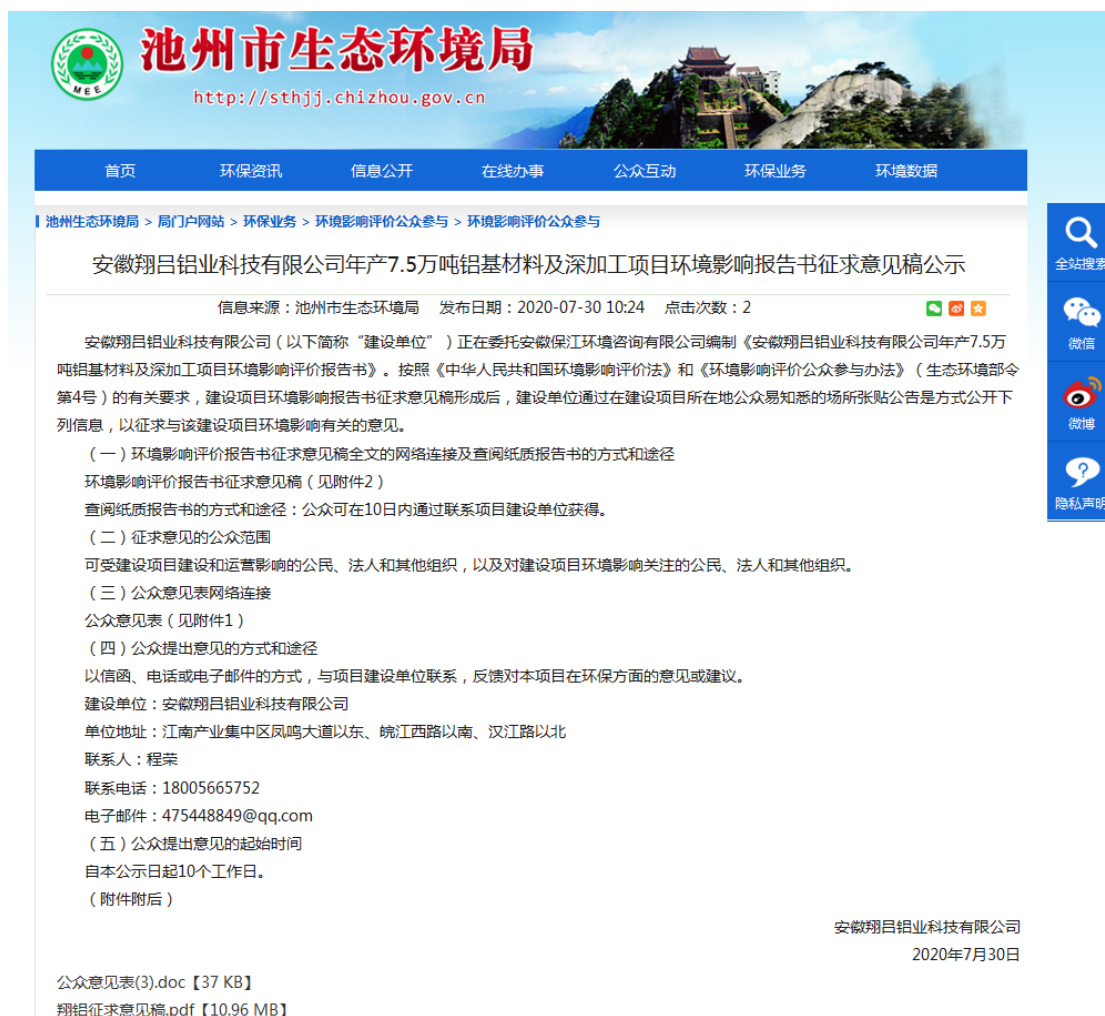 池州市生态环境局
MEE
http://sthjj.chizhou.gov.cn
首页 环保资讯 信息公开 在线办事 公众互动 环保业务 环境数据
池州生态环境局 > 局门户网站 > 环保业务 > 环境影响评价公众参与 > 环境影响评价公众参与
安徽翔吕铝业科技有限公司年产7.5万吨铝基材料及深加工项目环境影响报告书征求意见稿公示
信息来源：池州市生态环境局 发布日期：2020-07-30 10:24 点击次数：2
安徽翔吕铝业科技有限公司（以下简称“建设单位”）正在委托安徽保江环境咨询有限公司编制《安徽翔吕铝业科技有限公司年产7.5万
吨铝基材料及深加工项目环境影响评价报告书》。按照《中华人民共和国环境影响评价法》和《环境影响评价公众参与办法》（生态环境部令
第4号）的有关要求，建设项目环境影响报告书征求意见稿形成后，建设单位通过在建设项目所在地公众易知悉的场所张贴公告是方式公开下
列信息，以征求与该建设项目环境影响有关的意见。
（一）环境影响评价报告书征求意见稿全文的网络连接及查阅纸质报告书的方式和途径
环境影响评价报告书征求意见稿（见附件2）
查阅纸质报告书的方式和途径：公众可在10日内通过联系项目建设单位获得。
（二）征求意见的公众范围
可受建设项目建设和运营影响的公民、法人和其他组织，以及对建设项目环境影响关注的公民、法人和其他组织。
（三）公众意见表网络连接
公众意见表（见附件1）
（四）公众提出意见的方式和途径
以信函、电话或电子邮件的方式，与项目建设单位联系，反馈对本项目在环保方面的意见或建议。
建设单位：安徽翔吕铝业科技有限公司
单位地址：江南产业集中区凤鸣大道以东、皖江西路以南、汉江路以北
联系人：程荣
联系电话：18005665752
电子邮件：475448849@qq.com
（五）公众提出意见的起始时间
自本公示日起10个工作日。
（附件附后）
安徽翔吕铝业科技有限公司
2020年7月30日
公众意见表(3).doc【37 KB】
翔铝征求意见稿.pdf【10.96 MB】
全站搜索
微信
微博
隐私声明